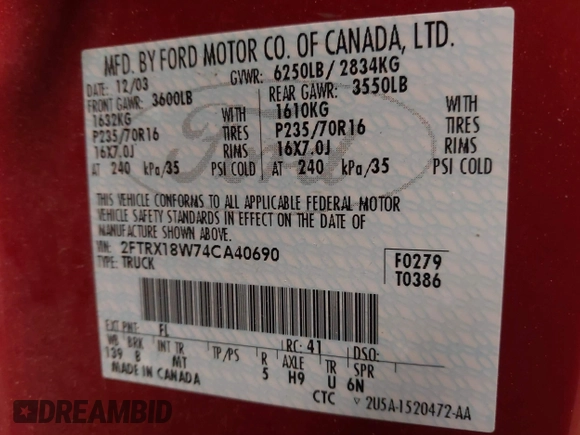 MFD. BY FORD MOTOR CO. OF CANADA, LTD.
DATE: 12/03 GVWR: 6250LB/ 2834KG
FRONT GAWR: 3600LB REAR GAWR: 3550LB
1632KG WITH 1610KG WITH
P235/70R16 TIRES P235/70R16 TIRES
16X7.0J RIMS 16X7.0J RIMS
AT 240 kPa/35 PSI COLD AT 240 kPa/35 PSI COLD
THIS VEHICLE CONFORMS TO ALL APPLICABLE FEDERAL MOTOR
VEHICLE SAFETY STANDARDS IN EFFECT ON THE DATE OF
MANUFACTURE SHOWN ABOVE.
VIN: 2FTRX18W74CA40690 F0279
TYPE: TRUCK T0386
EXT PNT: FL RC: 41 DSO:
WB BRK INT TR TP/PS R AXLE TR SPR
139 B MT 5 H9 U 6N
MADE IN CANADA CTC ▽ 2U5A-1520472-AA
Ford
DREAMBID